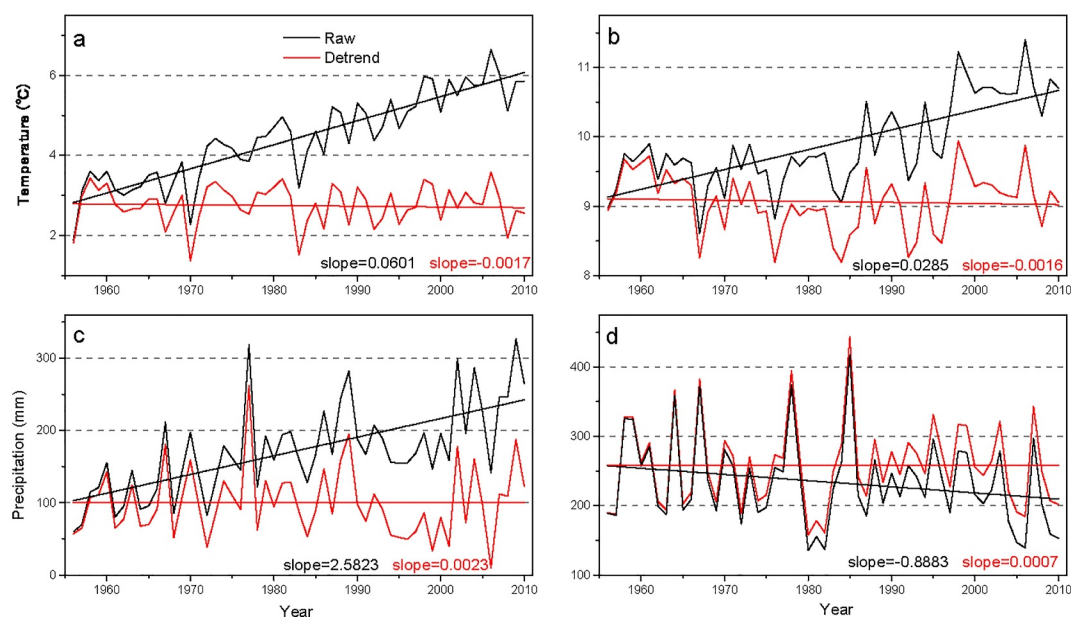 a
Raw
Detrend
b
Temperature (°C)
6
4
2
11
10
9
8
slope=0.0601 slope=-0.0017
slope=0.0285 slope=-0.0016
1960 1970 1980 1990 2000 2010
1960 1970 1980 1990 2000 2010
c
d
Precipitation (mm)
300
200
100
0
400
300
200
100
slope=2.5823 slope=0.0023
slope=-0.8883 slope=0.0007
1960 1970 1980 1990 2000 2010
1960 1970 1980 1990 2000 2010
Year
Year